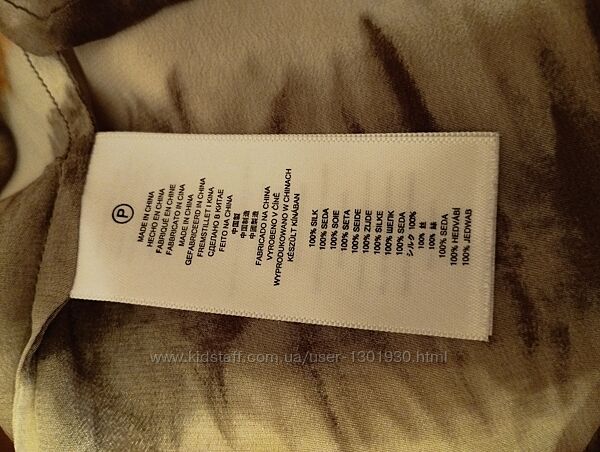 P
MADE IN CHINA
HECHO EN CHINA
FABRIQUÉ EN CHINE
FABBRICATO IN CINA
MADE IN CHINA
GEFABRICEERD IN CHINA
FREMSTILLET I KINA
СДЕЛАНО В КИТАЕ
FEITO NA CHINA
中国製
中国制造
中國製造
FABRICADO NA CHINA
VYROBENO V ČÍNĚ
WYPRODUKOWANO W CHINACH
KÉSZÜLT KÍNÁBAN
100% SILK
100% SEDA
100% SOIE
100% SETA
100% SEIDE
100% ZIJDE
100% SILKE
100% ШЕЛК
100% SEDA
シルク 100%
100% 丝
100% 絲
100% SEDA
100% HEDVÁBÍ
100% JEDWAB
www.kidstaff.com.ua/user-1301930.html